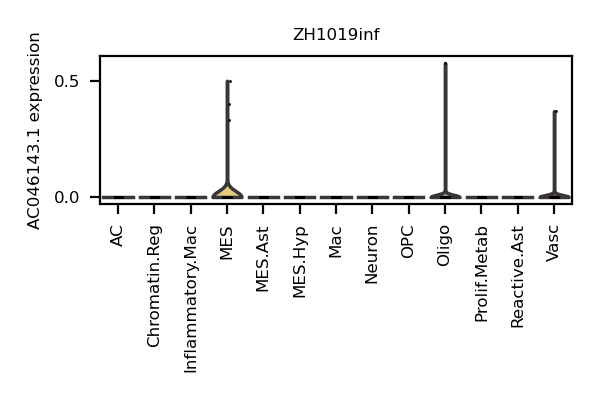 ZH1019inf
AC046143.1 expression
0.5
0.0
AC
Chromatin.Reg
Inflammatory.Mac
MES
MES.Ast
MES.Hyp
Mac
Neuron
OPC
Oligo
Prolif.Metab
Reactive.Ast
Vasc